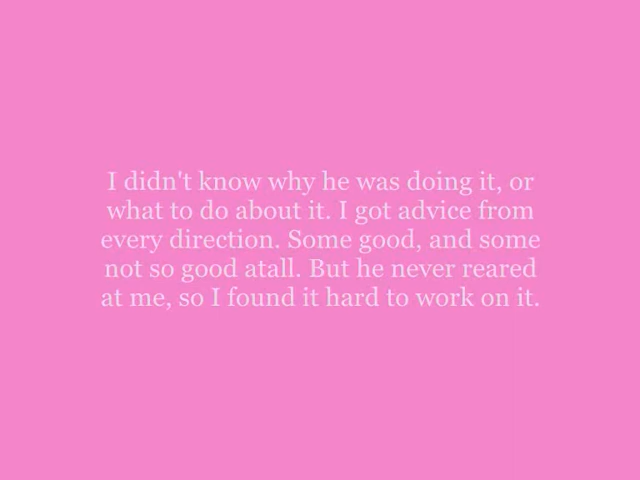 I didn't know why he was doing it, or
what to do about it. I got advice from
every direction. Some good, and some
not so good atall. But he never reared
at me, so I found it hard to work on it.